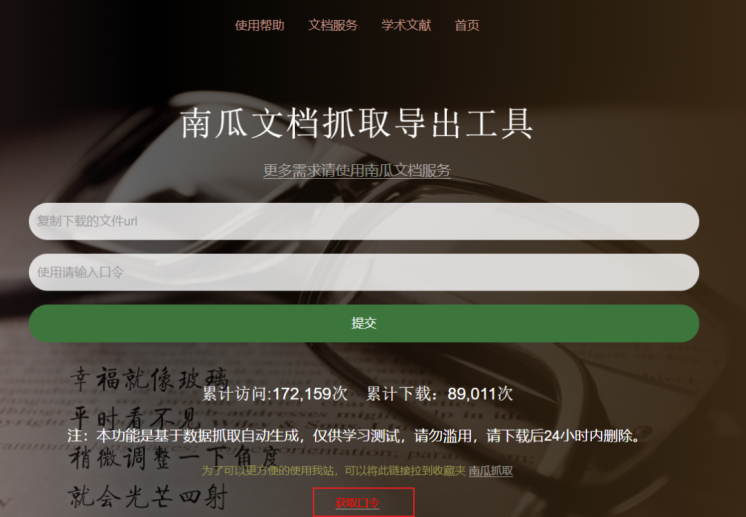 使用帮助 文档服务 学术文献 首页
南瓜文档抓取导出工具
更多需求请使用南瓜文档服务
复制下载的文件url
使用请输入口令
提交
幸福就像玻璃
累计访问:172,159次 累计下载：89,011次
平时看不见
注：本功能是基于数据抓取自动生成，仅供学习测试，请勿滥用，请下载后24小时内删除。
稍微调整一下角度
为了可以更方便的使用我站，可以将此链接拉到收藏夹 南瓜抓取
就会光芒四射
获取口令